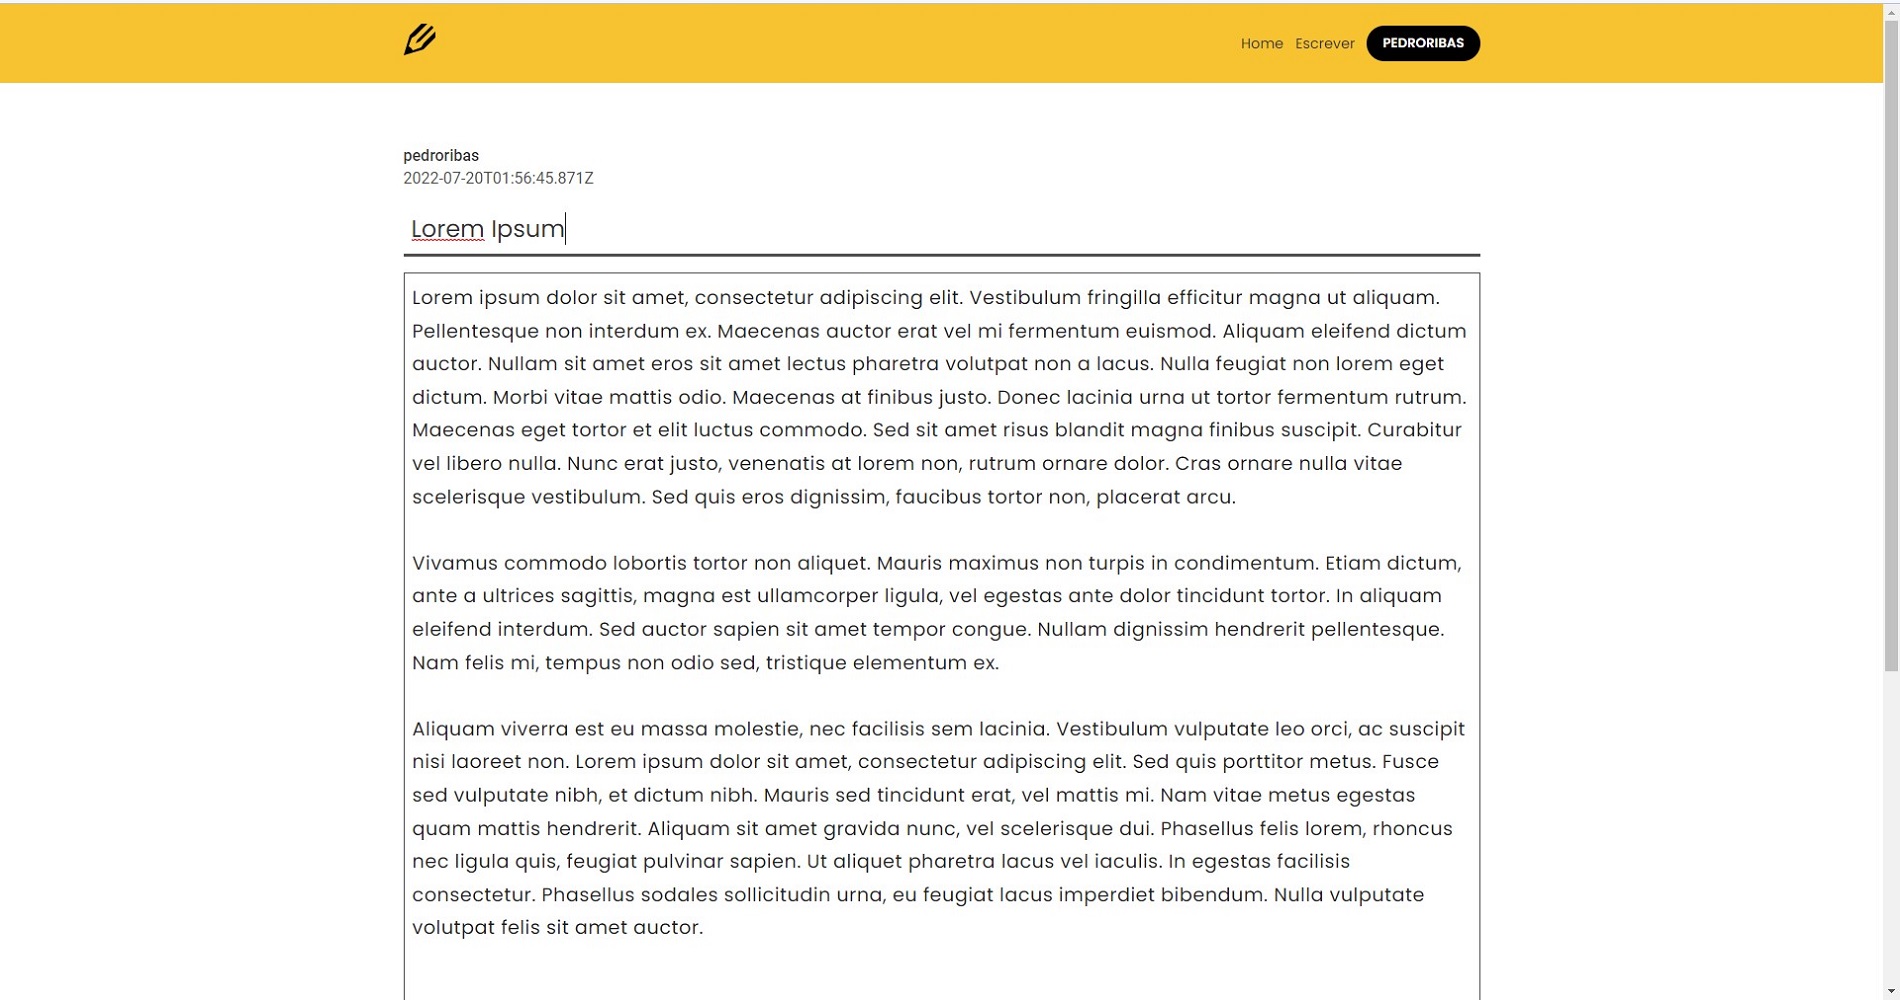 Home Escrever PEDRORIBAS
pedroribas
2022-07-20T01:56:45.871Z
Lorem Ipsum
Lorem ipsum dolor sit amet, consectetur adipiscing elit. Vestibulum fringilla efficitur magna ut aliquam.
Pellentesque non interdum ex. Maecenas auctor erat vel mi fermentum euismod. Aliquam eleifend dictum
auctor. Nullam sit amet eros sit amet lectus pharetra volutpat non a lacus. Nulla feugiat non lorem eget
dictum. Morbi vitae mattis odio. Maecenas at finibus justo. Donec lacinia urna ut tortor fermentum rutrum.
Maecenas eget tortor et elit luctus commodo. Sed sit amet risus blandit magna finibus suscipit. Curabitur
vel libero nulla. Nunc erat justo, venenatis at lorem non, rutrum ornare dolor. Cras ornare nulla vitae
scelerisque vestibulum. Sed quis eros dignissim, faucibus tortor non, placerat arcu.
Vivamus commodo lobortis tortor non aliquet. Mauris maximus non turpis in condimentum. Etiam dictum,
ante a ultrices sagittis, magna est ullamcorper ligula, vel egestas ante dolor tincidunt tortor. In aliquam
eleifend interdum. Sed auctor sapien sit amet tempor congue. Nullam dignissim hendrerit pellentesque.
Nam felis mi, tempus non odio sed, tristique elementum ex.
Aliquam viverra est eu massa molestie, nec facilisis sem lacinia. Vestibulum vulputate leo orci, ac suscipit
nisi laoreet non. Lorem ipsum dolor sit amet, consectetur adipiscing elit. Sed quis porttitor metus. Fusce
sed vulputate nibh, et dictum nibh. Mauris sed tincidunt erat, vel mattis mi. Nam vitae metus egestas
quam mattis hendrerit. Aliquam sit amet gravida nunc, vel scelerisque dui. Phasellus felis lorem, rhoncus
nec ligula quis, feugiat pulvinar sapien. Ut aliquet pharetra lacus vel iaculis. In egestas facilisis
consectetur. Phasellus sodales sollicitudin urna, eu feugiat lacus imperdiet bibendum. Nulla vulputate
volutpat felis sit amet auctor.